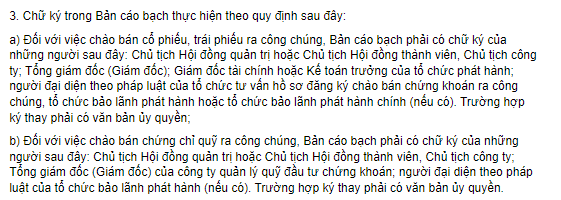 3. Chữ ký trong Bản cáo bạch thực hiện theo quy định sau đây:
a) Đối với việc chào bán cổ phiếu, trái phiếu ra công chúng, Bản cáo bạch phải có chữ ký của
những người sau đây: Chủ tịch Hội đồng quản trị hoặc Chủ tịch Hội đồng thành viên, Chủ tịch công
ty; Tổng giám đốc (Giám đốc); Giám đốc tài chính hoặc Kế toán trưởng của tổ chức phát hành;
người đại diện theo pháp luật của tổ chức tư vấn hồ sơ đăng ký chào bán chứng khoán ra công
chúng, tổ chức bảo lãnh phát hành hoặc tổ chức bảo lãnh phát hành chính (nếu có). Trường hợp
ký thay phải có văn bản ủy quyền;
b) Đối với việc chào bán chứng chỉ quỹ ra công chúng, Bản cáo bạch phải có chữ ký của những
người sau đây: Chủ tịch Hội đồng quản trị hoặc Chủ tịch Hội đồng thành viên, Chủ tịch công ty;
Tổng giám đốc (Giám đốc) của công ty quản lý quỹ đầu tư chứng khoán; người đại diện theo pháp
luật của tổ chức bảo lãnh phát hành (nếu có). Trường hợp ký thay phải có văn bản ủy quyền.